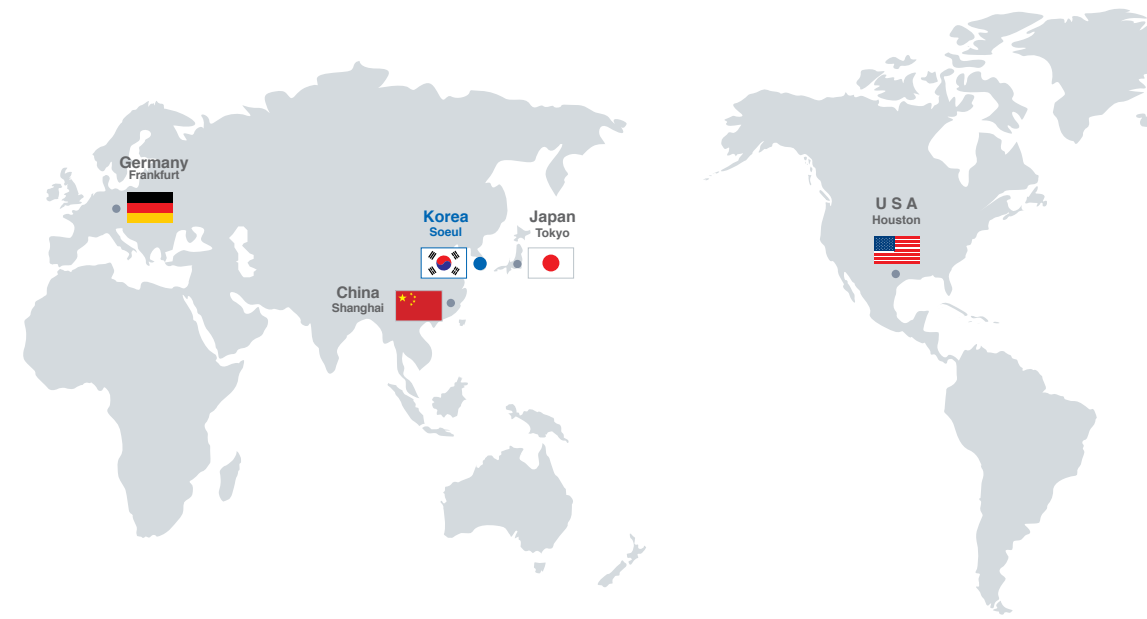 Germany
Frankfurt
Korea
Soeul
Japan
Tokyo
China
Shanghai
U S A
Houston